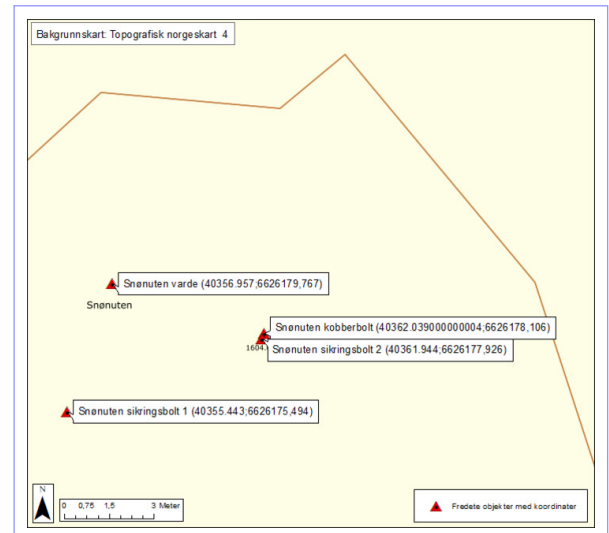 Bakgrunnskart: Topografisk norgeskart 4
Snønuten varde (40356.957;6626179,767)
Snønuten
Snønuten kobberbolt (40362.039000000004;6626178,106)
1604.
Snønuten sikringsbolt 2 (40361.944;6626177,926)
Snønuten sikringsbolt 1 (40355.443;6626175,494)
N
0 0,75 1,5 3 Meter
Fredete objekter med koordinater